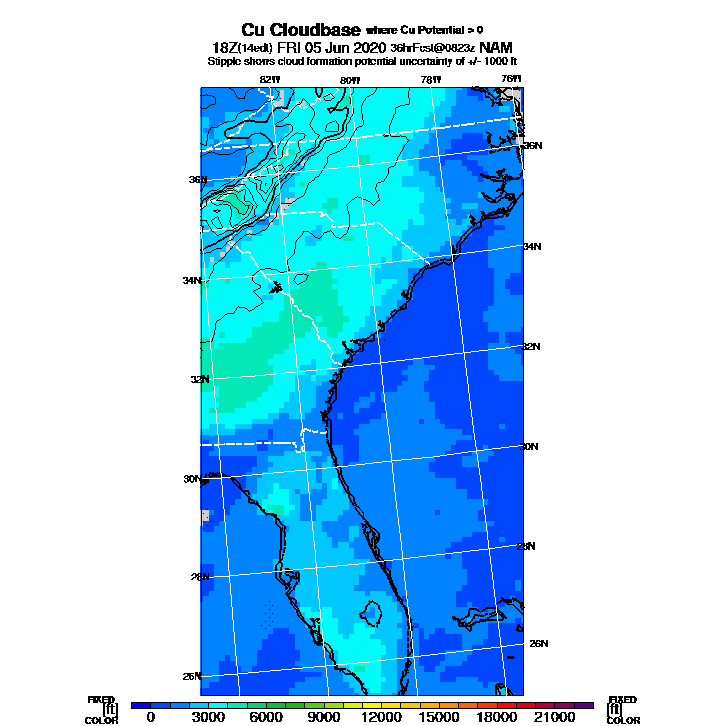 Cu Cloudbase where Cu Potential > 0
18Z(14edt) FRI 05 Jun 2020 36hrFcst@0823z NAM
Stipple shows cloud formation potential uncertainty of +/- 1000 ft
82W 80W 78W 76W
36N
36N
34N
34N
32N
32N
30N
30N
28N
28N
26N
26N
FIXED FIXED
[ft] [ft]
COLOR 0 3000 6000 9000 12000 15000 18000 21000 COLOR